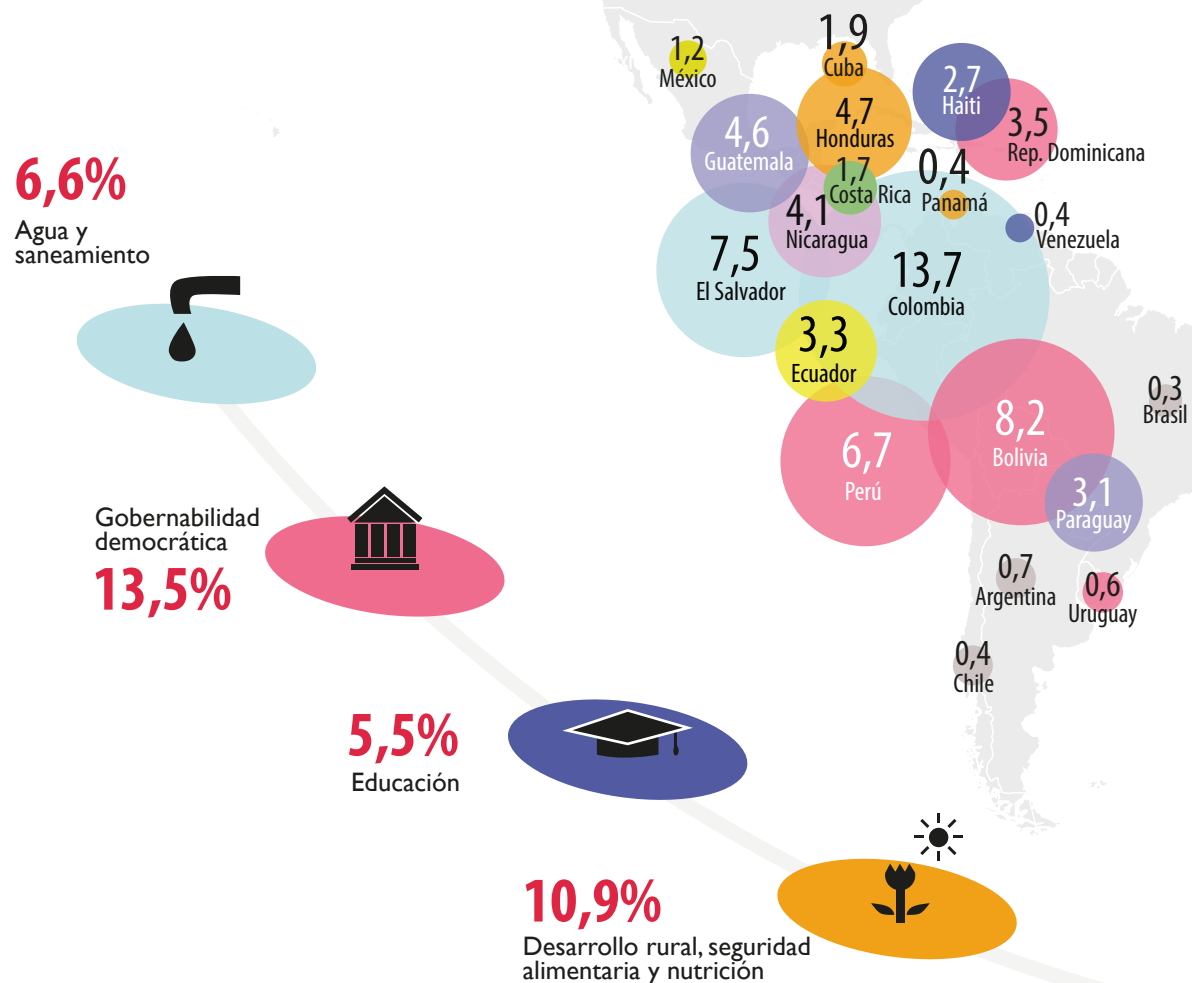 1,2
México
1,9
Cuba
2,7
Haiti
4,6
Guatemala
4,7
Honduras
3,5
Rep. Dominicana
1,7
Costa Rica
0,4
Panamá
0,4
Venezuela
4,1
Nicaragua
7,5
El Salvador
13,7
Colombia
3,3
Ecuador
0,3
Brasil
8,2
Bolivia
6,7
Perú
3,1
Paraguay
0,7
Argentina
0,6
Uruguay
0,4
Chile
6,6%
Agua y
saneamiento
Gobernabilidad
democrática
13,5%
5,5%
Educación
10,9%
Desarrollo rural, seguridad
alimentaria y nutrición